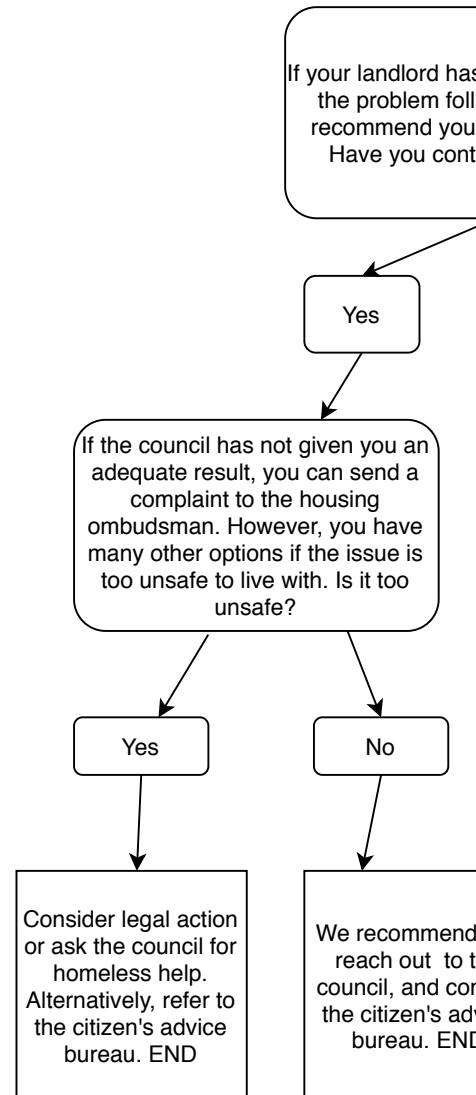 If your landlord has
the problem
recommend you
Have you
Yes
If the council has not given you an
adequate result, you can send a
complaint to the housing
ombudsman. However, you have
many other options if the issue is
too unsafe to live with. Is it too
unsafe?
Yes
No
Consider legal action
or ask the council for
homeless help.
Alternatively, refer to
the citizen's advice
bureau. END
We recommend
reach out to
council, and
the citizen's
bureau. END